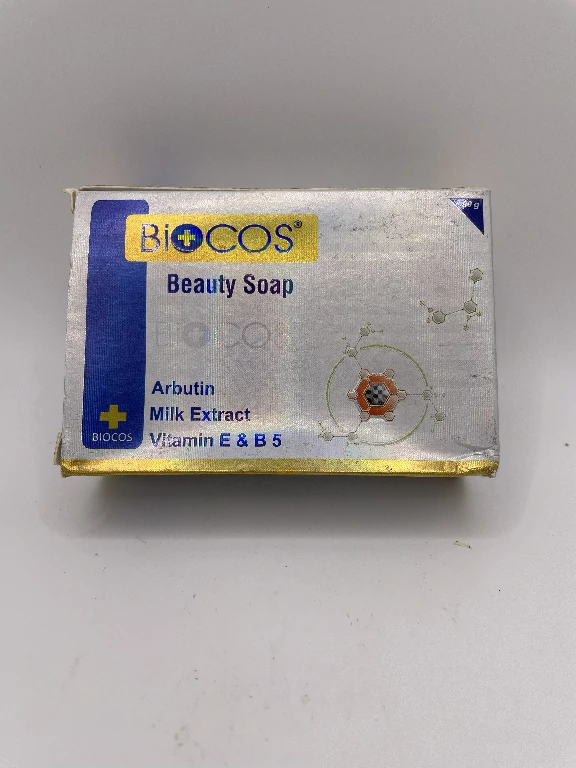 BiOCOS®
Beauty Soap
BIOCOS
Arbutin
Milk Extract
Vitamin E & B 5
BIOCOS